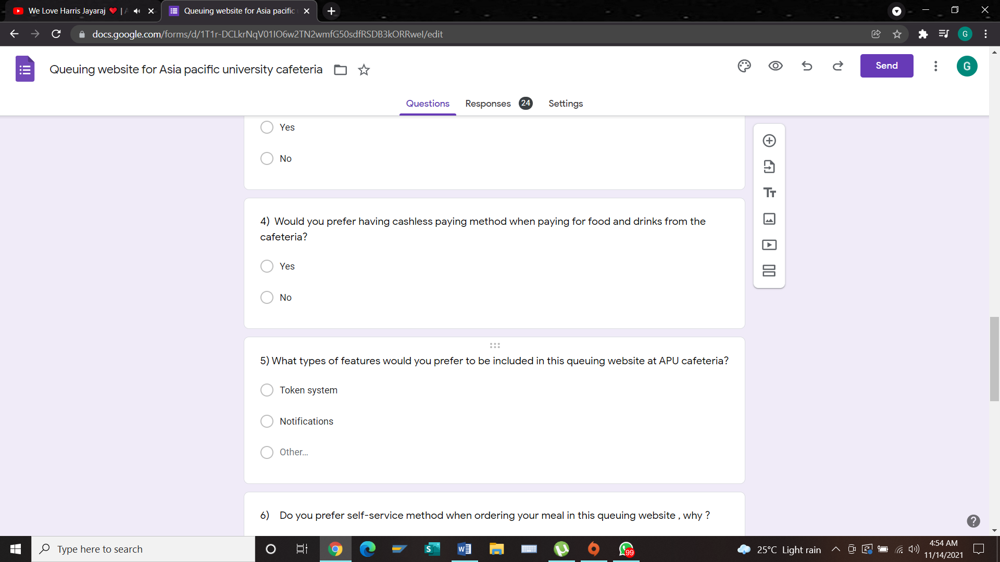 We Love Harris Jayaraj ❤️ | A
Queuing website for Asia pacific
docs.google.com/forms/d/1T1r-DCLkrNqV01IO6w2TN2wmfG50sdfRSDB3kORRweI/edit
G
Queuing website for Asia pacific university cafeteria
Send
G
Questions
Responses 24
Settings
Yes
No
4) Would you prefer having cashless paying method when paying for food and drinks from the
cafeteria?
Yes
No
5) What types of features would you prefer to be included in this queuing website at APU cafeteria?
Token system
Notifications
Other...
6) Do you prefer self-service method when ordering your meal in this queuing website , why ?
Type here to search
99
25°C Light rain
4:54 AM
11/14/2021